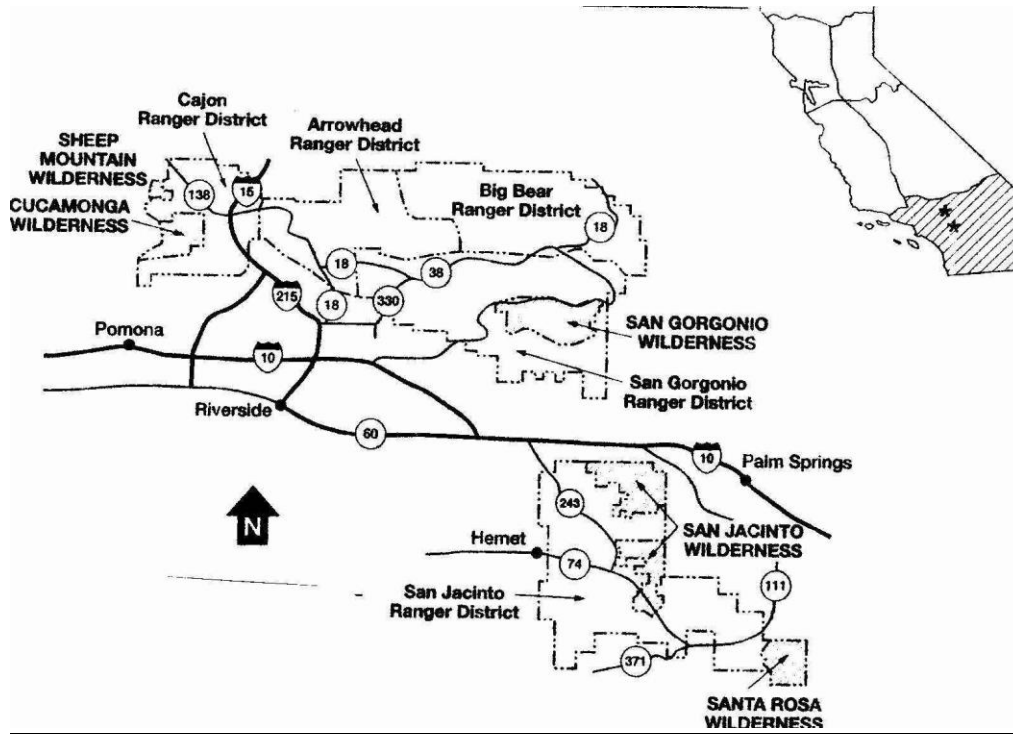 Cajon
Ranger District
SHEEP
MOUNTAIN
WILDERNESS
CUCAMONGA
WILDERNESS
Arrowhead
Ranger District
Big Bear
Ranger District
138
15
18
18
38
215
18
330
SAN GORGONIO
WILDERNESS
Pomona
10
San Gorgonio
Ranger District
Riverside
60
10
Palm Springs
243
N
Hemet
74
SAN JACINTO
WILDERNESS
San Jacinto
Ranger District
111
371
SANTA ROSA
WILDERNESS